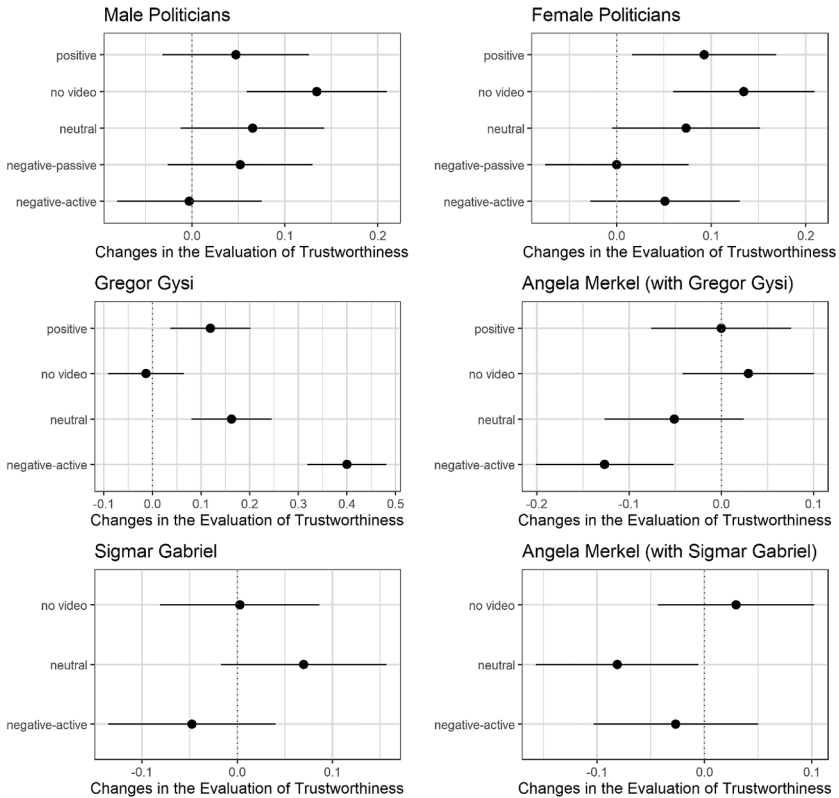 Male Politicians
positive
no video
neutral
negative-passive
negative-active
0.0 0.1 0.2
Changes in the Evaluation of Trustworthiness
Female Politicians
positive
no video
neutral
negative-passive
negative-active
0.0 0.1 0.2
Changes in the Evaluation of Trustworthiness
Gregor Gysi
positive
no video
neutral
negative-active
-0.1 0.0 0.1 0.2 0.3 0.4 0.5
Changes in the Evaluation of Trustworthiness
Angela Merkel (with Gregor Gysi)
positive
no video
neutral
negative-active
-0.2 -0.1 0.0 0.1
Changes in the Evaluation of Trustworthiness
Sigmar Gabriel
no video
neutral
negative-active
-0.1 0.0 0.1
Changes in the Evaluation of Trustworthiness
Angela Merkel (with Sigmar Gabriel)
no video
neutral
negative-active
-0.1 0.0 0.1
Changes in the Evaluation of Trustworthiness